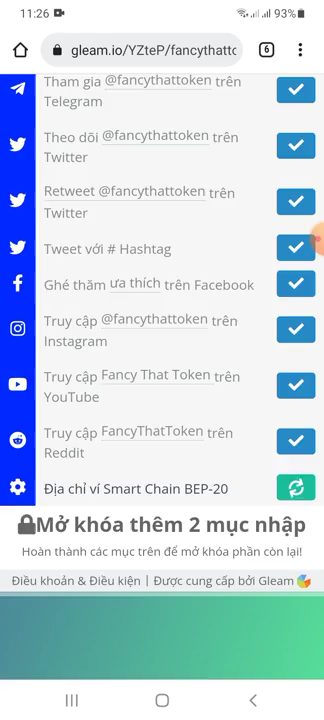 11:26
93%
gleam.io/YZteP/fancythattc
6
Tham gia @fancythattoken trên
Telegram
Theo dõi @fancythattoken trên
Twitter
Retweet @fancythattoken trên
Twitter
Tweet với # Hashtag
Ghé thăm ưa thích trên Facebook
Truy cập @fancythattoken trên
Instagram
Truy cập Fancy That Token trên
YouTube
Truy cập FancyThatToken trên
Reddit
Địa chỉ ví Smart Chain BEP-20
Mở khóa thêm 2 mục nhập
Hoàn thành các mục trên để mở khóa phần còn lại!
Điều khoản & Điều kiện | Được cung cấp bởi Gleam